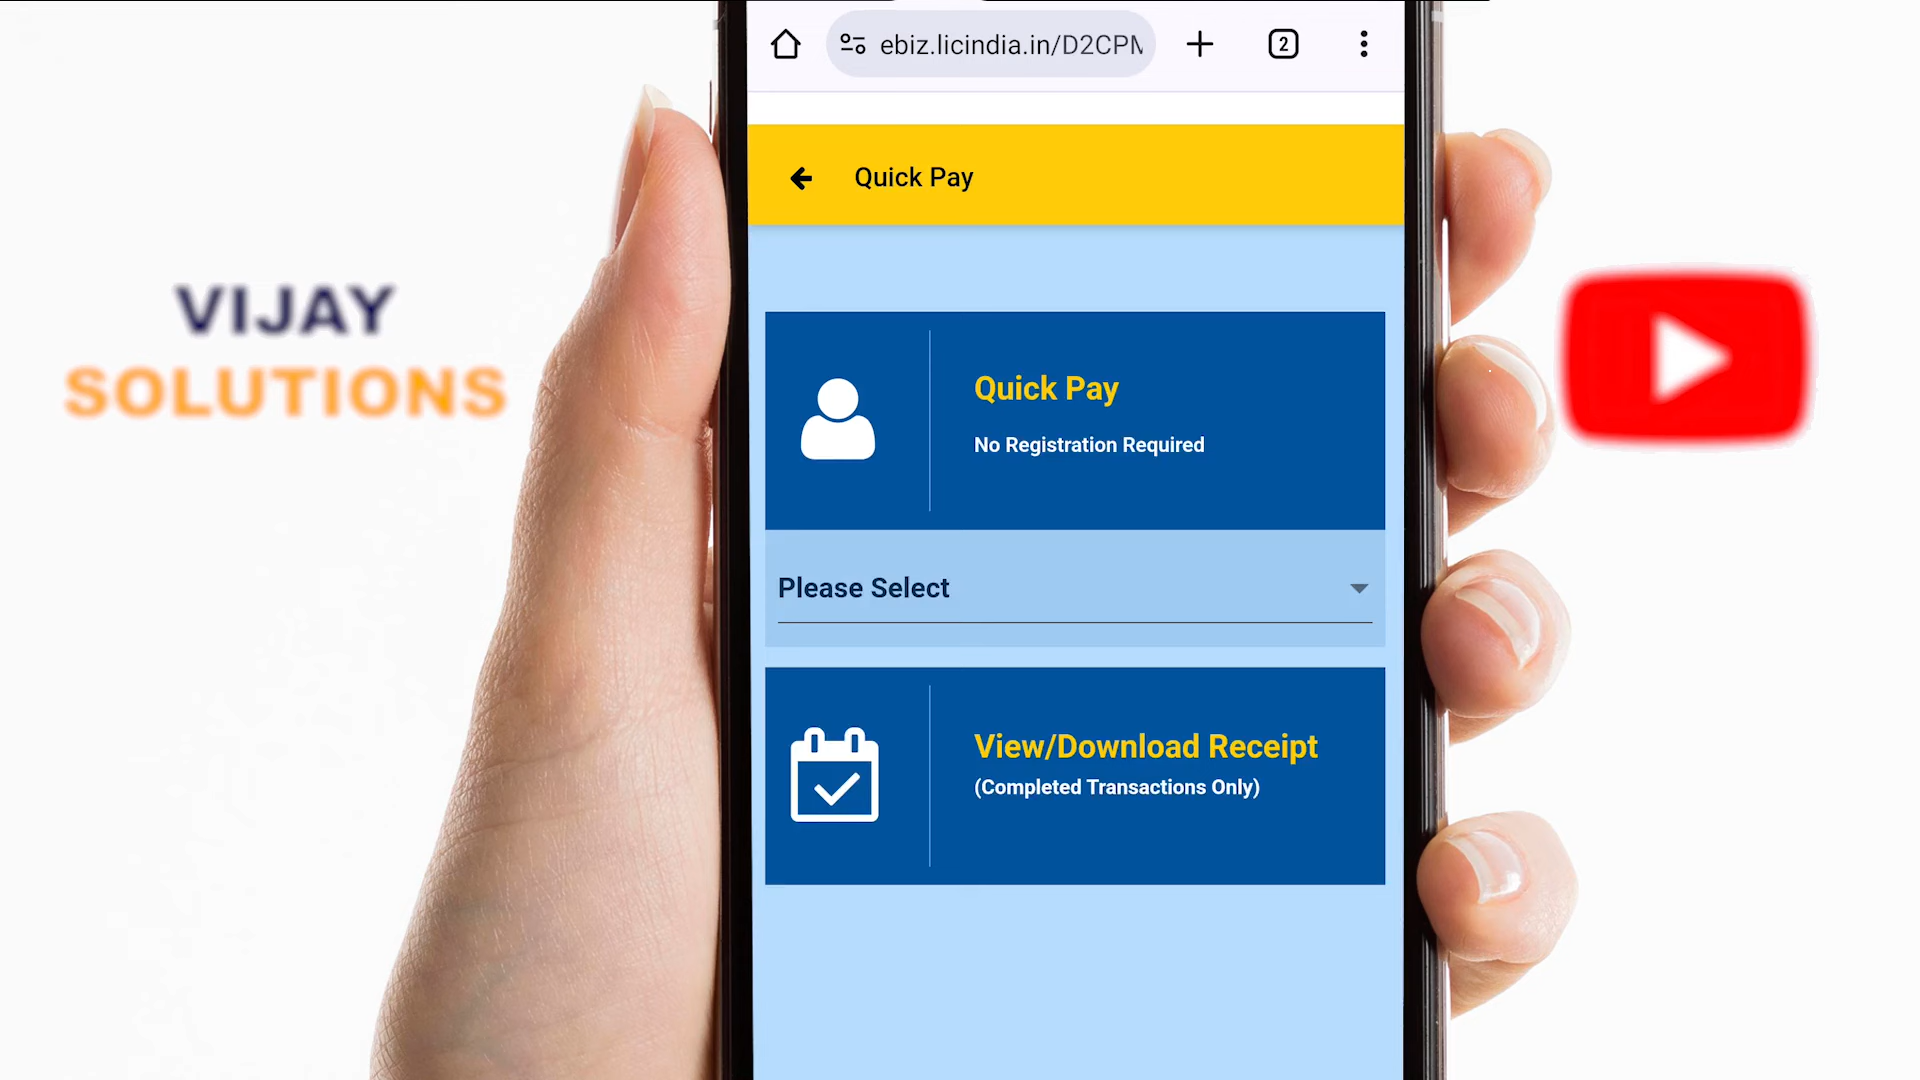 ebiz.licindia.in/D2CPM
2
Quick Pay
VIJAY
SOLUTIONS
Quick Pay
No Registration Required
Please Select
View/Download Receipt
(Completed Transactions Only)